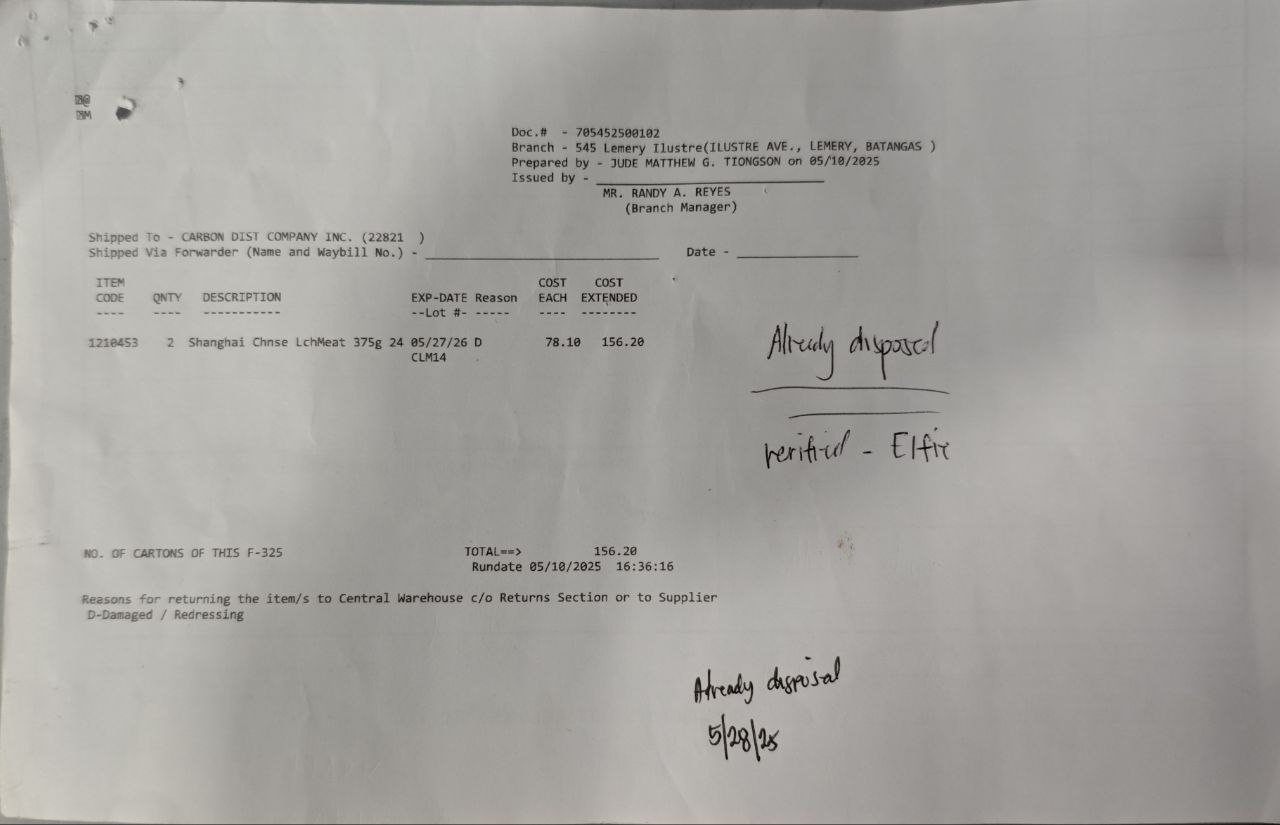 @
M
Doc.# - 705452500102
Branch - 545 Lemery Ilustre(ILUSTRE AVE., LEMERY, BATANGAS )
Prepared by - JUDE MATTHEW G. TIONGSON on 05/10/2025
Issued by -
MR. RANDY A. REYES
(Branch Manager)
Shipped To - CARBON DIST COMPANY INC. (22821 )
Shipped Via Forwarder (Name and Waybill No.) - Date -
ITEM COST COST
CODE QNTY DESCRIPTION EXP-DATE Reason EACH EXTENDED
---- ---- ----------- --Lot #- ----- ---- --------
1210453 2 Shanghai Chnse LchMeat 375g 24 05/27/26 D 78.10 156.20
CLM14
Already disposal
verified - Elfie
NO. OF CARTONS OF THIS F-325 TOTAL==> 156.20
Rundate 05/10/2025 16:36:16
Reasons for returning the item/s to Central Warehouse c/o Returns Section or to Supplier
D-Damaged / Redressing
Already disposal
5/28/25